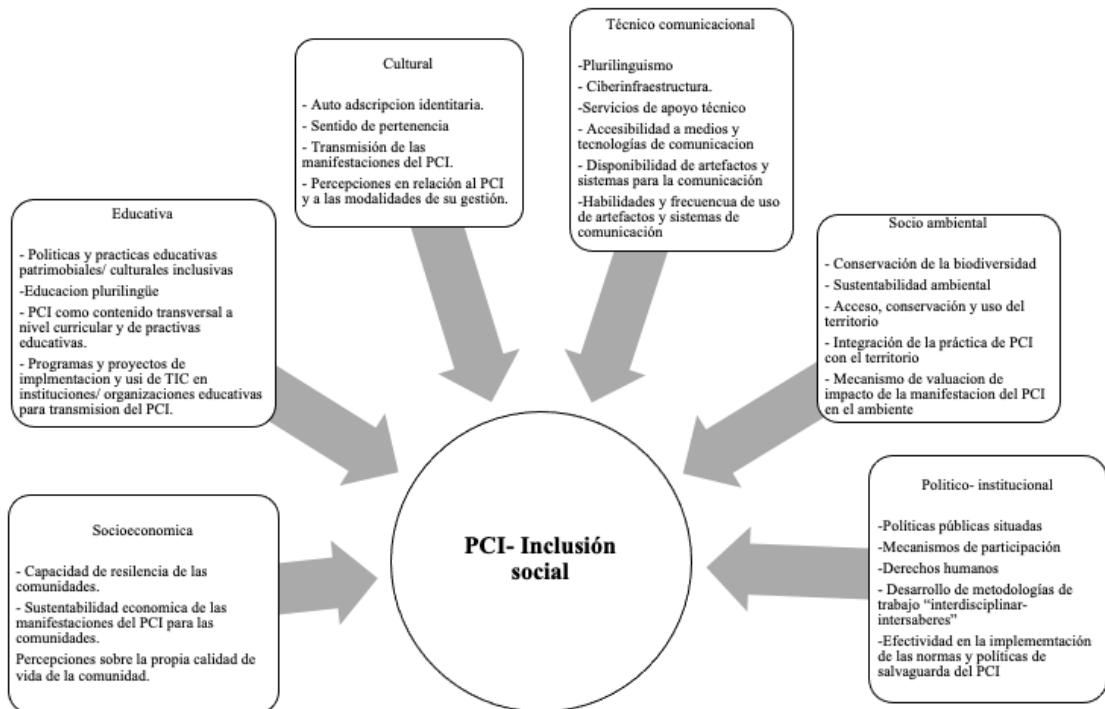 Técnico comunicacional
-Plurilinguismo
- Ciberinfraestructura.
-Servicios de apoyo técnico
- Accesibilidad a medios y
tecnologías de comunicacion
- Disponibilidad de artefactos y
sistemas para la comunicación
-Habilidades y frecuencua de uso
de artefactos y sistemas de
comunicación
Cultural
- Auto adscripcion identitaria.
- Sentido de pertenencia
- Transmisión de las
manifestaciones del PCI.
- Percepciones en relación al PCI
y a las modalidades de su gestión.
Educativa
- Politicas y practicas educativas
patrimobiales/ culturales inclusivas
-Educacion plurilingüe
- PCI como contenido transversal a
nivel curricular y de practivas
educativas.
- Programas y proyectos de
implmentacion y usi de TIC en
instituciones/ organizaciones educativas
para transmision del PCI.
Socio ambiental
- Conservación de la biodiversidad
- Sustentabilidad ambiental
- Acceso, conservación y uso del
territorio
- Integración de la práctica de PCI
con el territorio
- Mecanismo de valuacion de
impacto de la manifestacion del PCI
en el ambiente
Socioeconomica
- Capacidad de resilencia de las
comunidades.
- Sustentabilidad economica de las
manifestaciones del PCI para las
comunidades.
Percepciones sobre la propia calidad de
vida de la comunidad.
PCI- Inclusión
social
Politico- institucional
-Políticas públicas situadas
-Mecanismos de participación
-Derechos humanos
- Desarrollo de metodologías de
trabajo “interdisciplinar-
intersaberes”
-Efectividad en la implememtación
de las normas y políticas de
salvaguarda del PCI